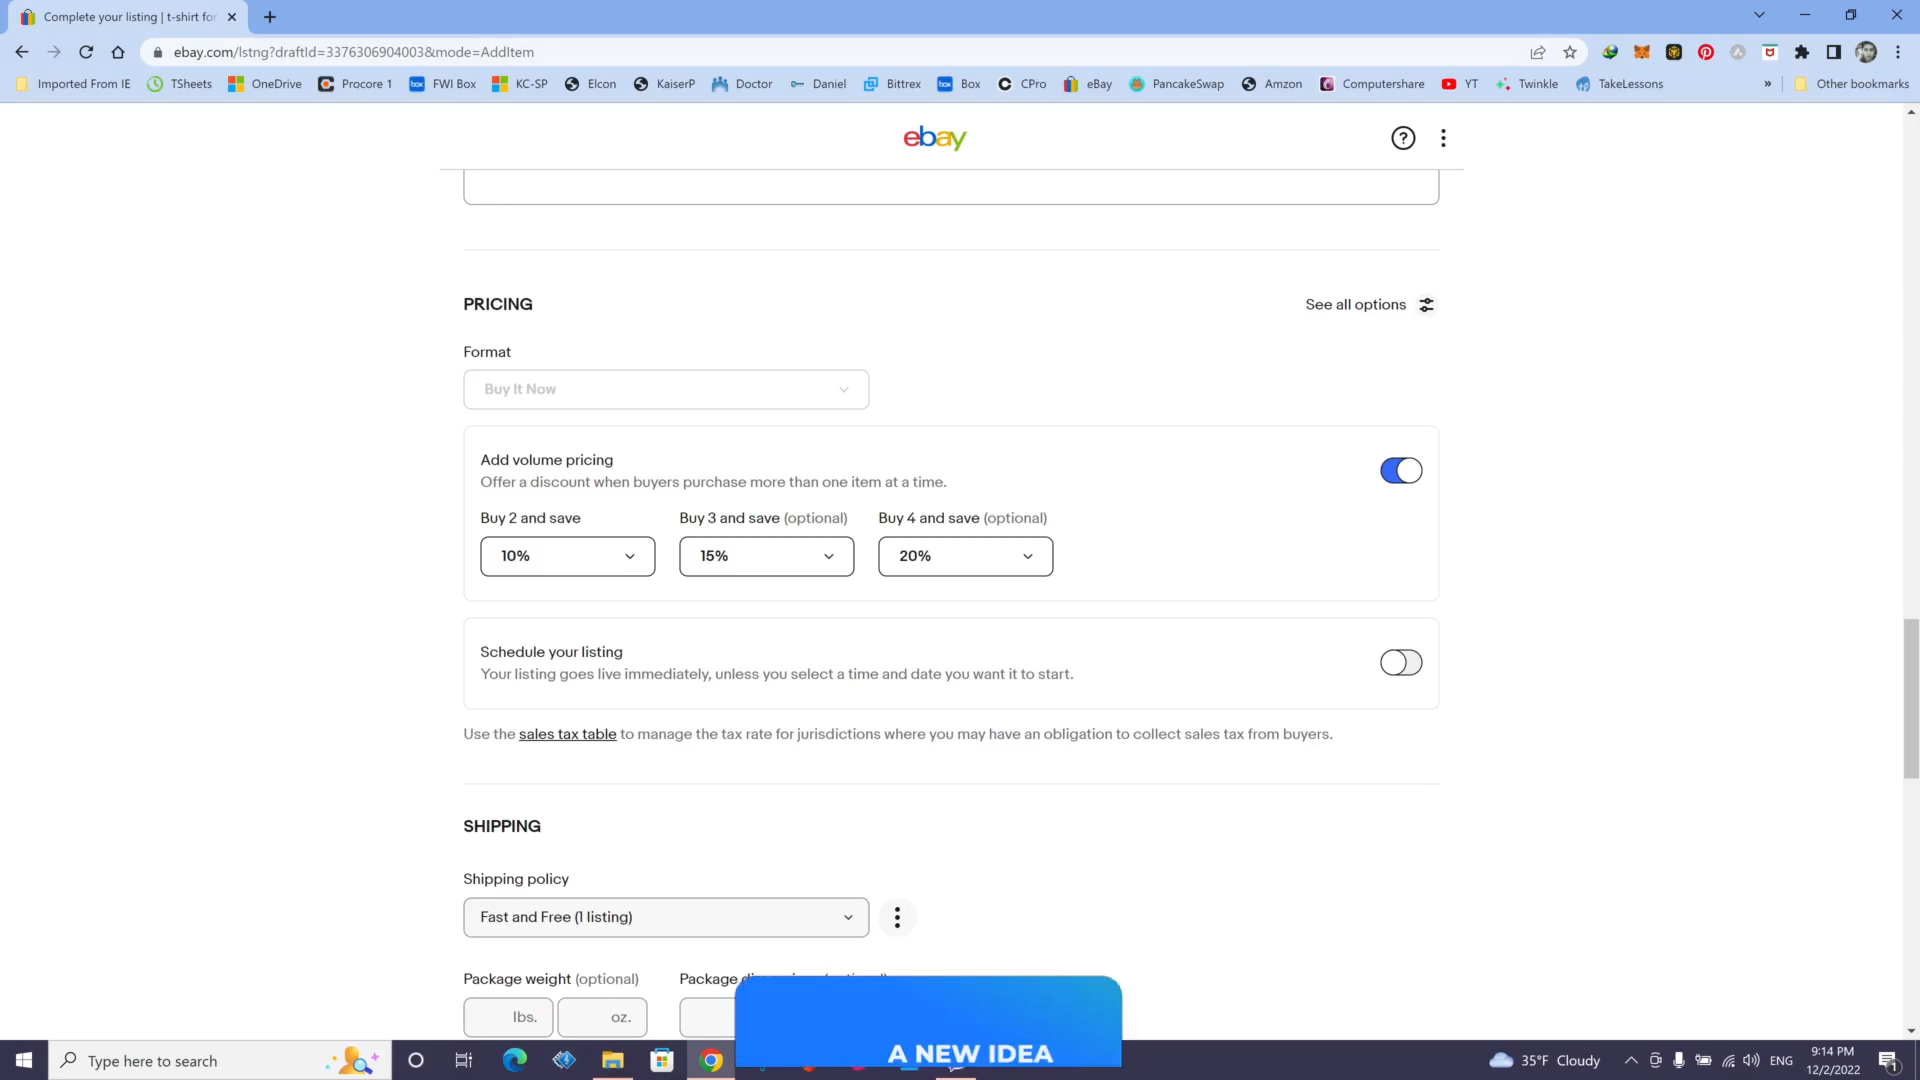 Complete your listing | t-shirt for
ebay.com/lstng?draftId=3376306904003&mode=AddItem
Imported From IE TSheets OneDrive Procore 1 FWI Box KC-SP Elcon KaiserP Doctor Daniel Bittrex Box CPro eBay PancakeSwap Amzon Computershare YT Twinkle TakeLessons » Other bookmarks
ebay
PRICING See all options
Format
Buy It Now
Add volume pricing
Offer a discount when buyers purchase more than one item at a time.
Buy 2 and save Buy 3 and save (optional) Buy 4 and save (optional)
10% 15% 20%
Schedule your listing
Your listing goes live immediately, unless you select a time and date you want it to start.
Use the sales tax table to manage the tax rate for jurisdictions where you may have an obligation to collect sales tax from buyers.
SHIPPING
Shipping policy
Fast and Free (1 listing)
Package weight (optional) Package
lbs. oz.
A NEW IDEA
Type here to search
35°F Cloudy ENG 9:14 PM
12/2/2022
1